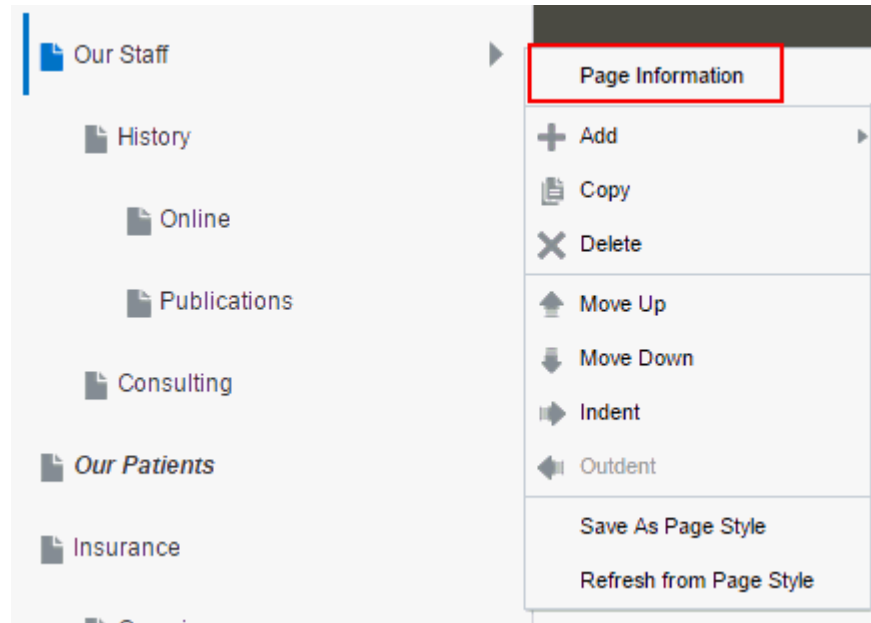 Our Staff
History
Online
Publications
Consulting
Our Patients
Insurance
Page Information
Add
Copy
Delete
Move Up
Move Down
Indent
Outdent
Save As Page Style
Refresh from Page Style